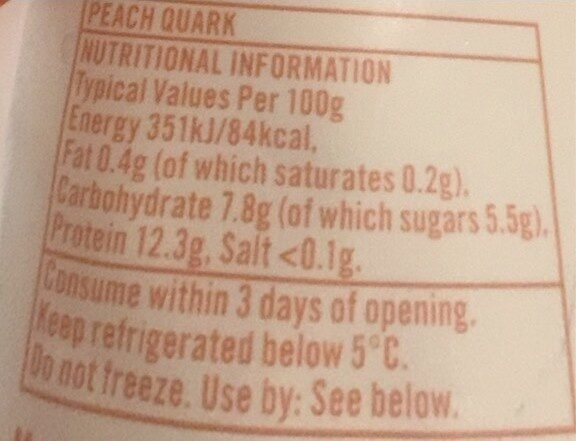 PEACH QUARK
NUTRITIONAL INFORMATION
Typical Values Per 100g
Energy 351kJ/84kcal,
Fat 0.4g (of which saturates 0.2g),
Carbohydrate 7.8g (of which sugars 5.5g),
Protein 12.3g, Salt <0.1g.
Consume within 3 days of opening.
Keep refrigerated below 5°C.
Do not freeze. Use by: See below.